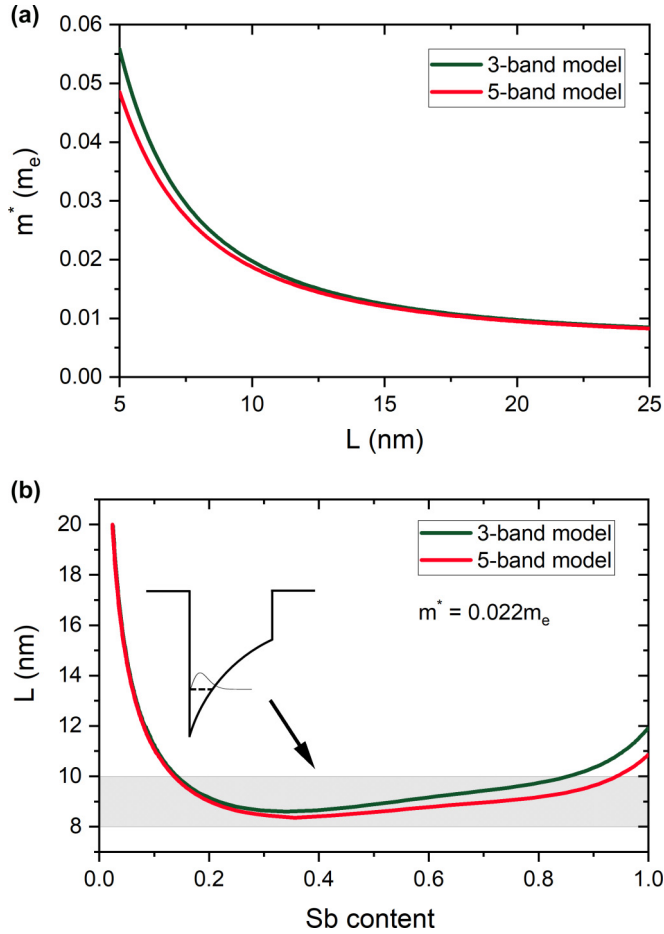 (a)
0.06
0.05
0.04
0.03
0.02
0.01
0.00
m* (me)
3-band model
5-band model
5 10 15 20 25
L (nm)
(b)
20
18
16
14
12
10
8
L (nm)
3-band model
5-band model
m* = 0.022me
0.0 0.2 0.4 0.6 0.8 1.0
Sb content